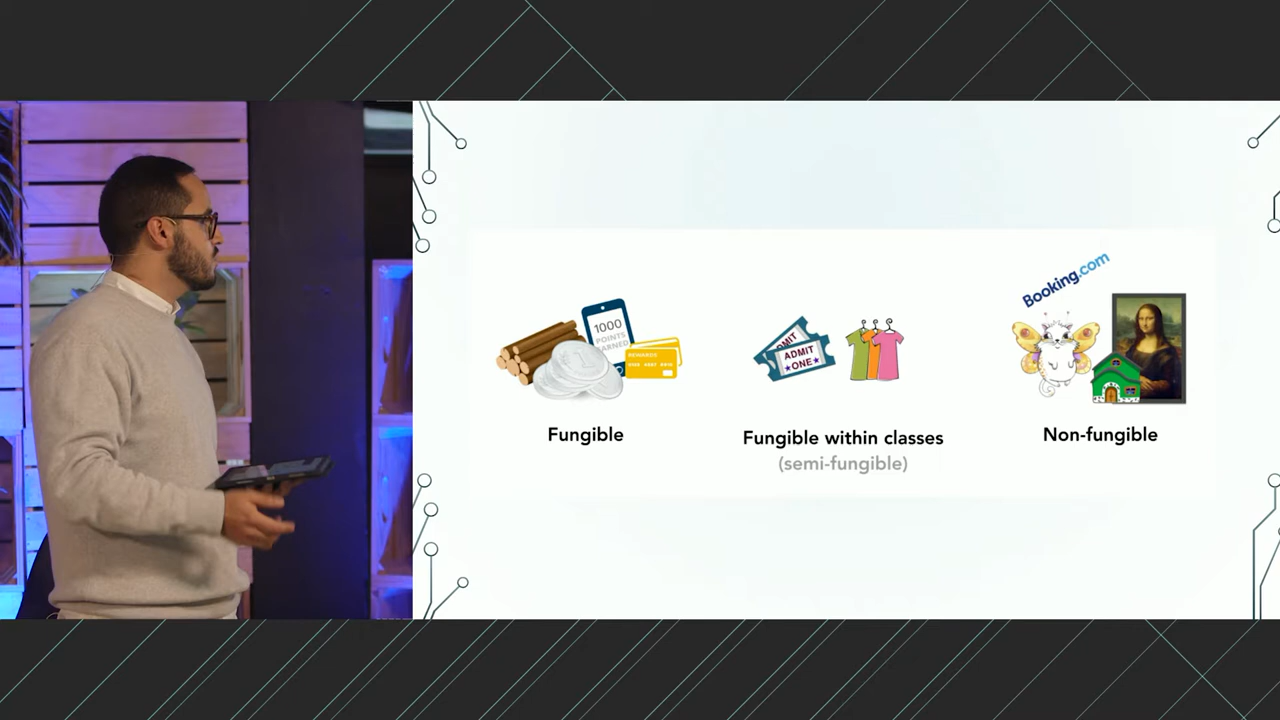 Booking.com
1000
POINTS
EARNED
REWARDS
ADMIT
ADMIT
ONE
Fungible
Fungible within classes
(semi-fungible)
Non-fungible